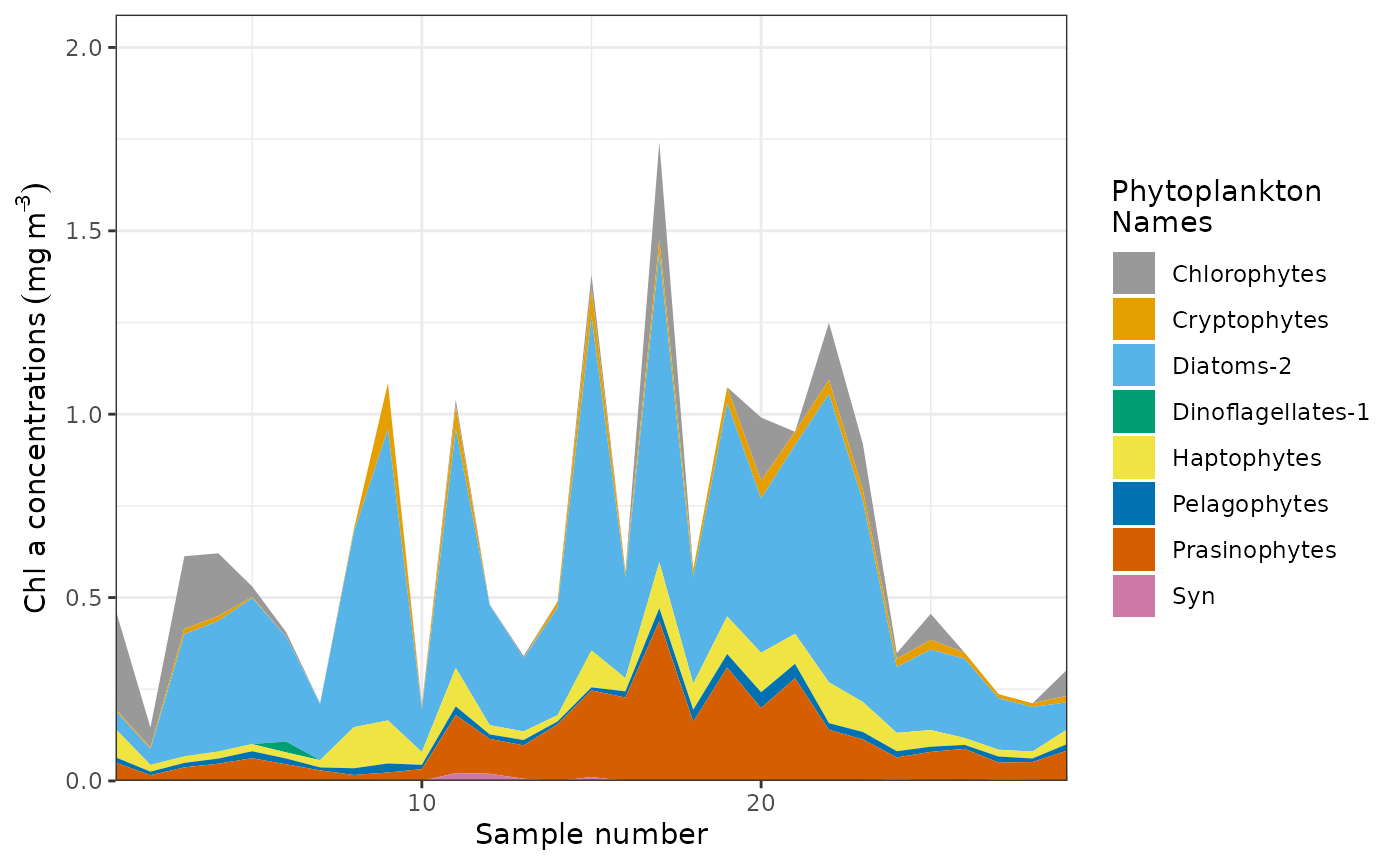 2.0
1.5
1.0
0.5
0.0
10
20
Sample number
Chl a concentrations (mg m⁻³)
Phytoplankton
Names
Chlorophytes
Cryptophytes
Diatoms-2
Dinoflagellates-1
Haptophytes
Pelagophytes
Prasinophytes
Syn